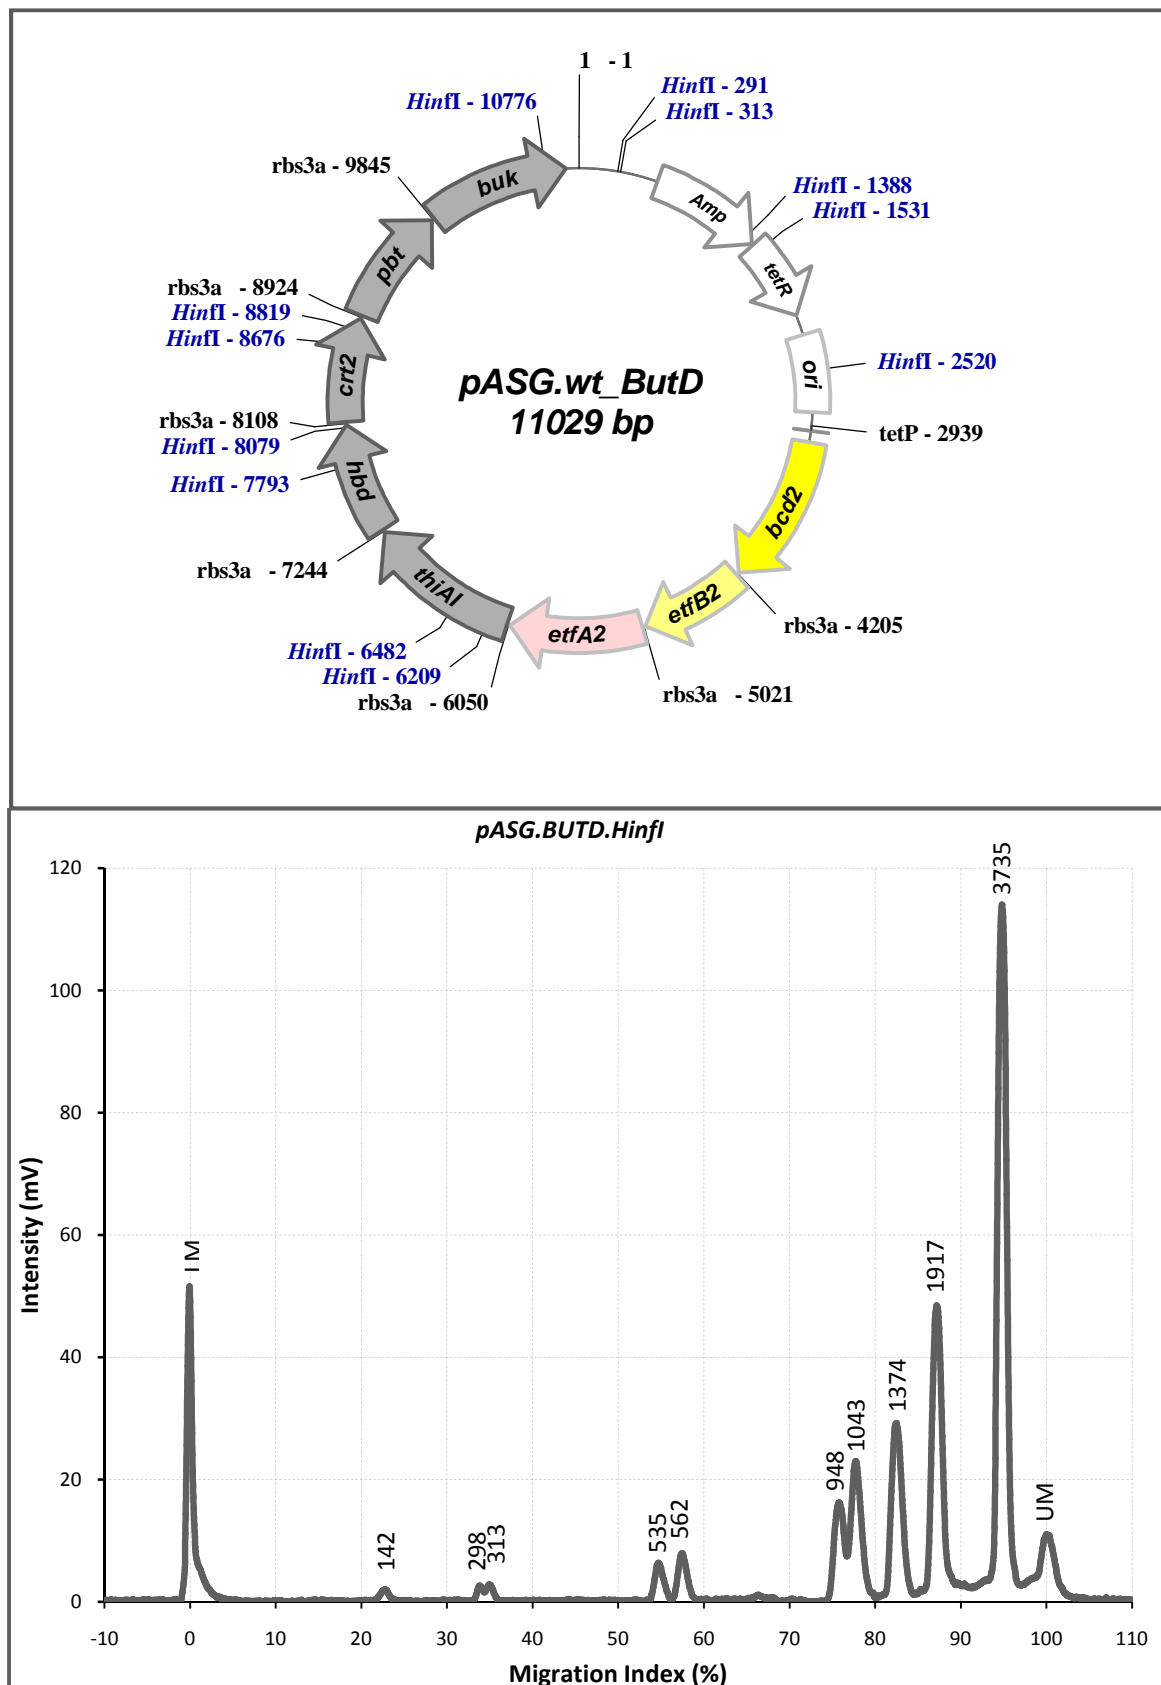 1 - 1
HinfI - 291
HinfI - 313
HinfI - 10776
rbs3a - 9845
buk
Amp
HinfI - 1388
HinfI - 1531
tetR
pbt
rbs3a - 8924
HinfI - 8819
HinfI - 8676
crt2
ori
HinfI - 2520
pASG.wt_ButD
11029 bp
rbs3a - 8108
HinfI - 8079
tetP - 2939
HinfI - 7793
hbd
bcd2
rbs3a - 7244
thiAI
etfB2
etfA2
rbs3a - 4205
HinfI - 6482
HinfI - 6209
rbs3a - 6050
rbs3a - 5021
pASG.BUTD.HinfI
120
100
80
60
40
20
0
Intensity (mV)
I M
142
298
313
535
562
948
1043
1374
1917
3735
UM
-10 0 10 20 30 40 50 60 70 80 90 100 110
Migration Index (%)